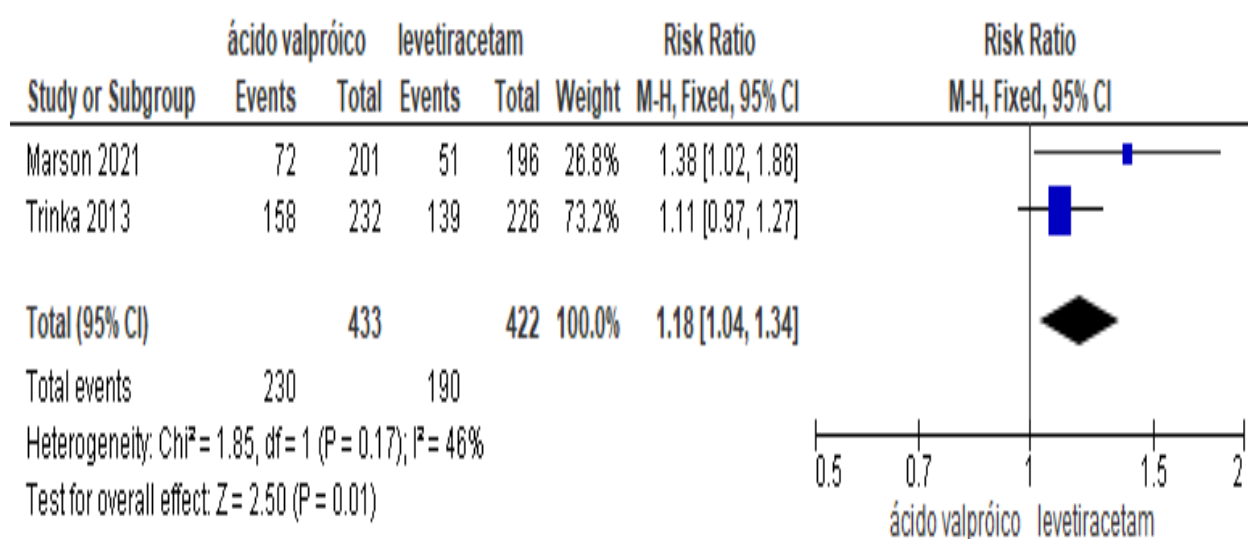 ácido valpróico levetiracetam Risk Ratio Risk Ratio
Study or Subgroup Events Total Events Total Weight M-H, Fixed, 95% CI M-H, Fixed, 95% CI
Marson 2021 72 201 51 196 26.8% 1.38 [1.02, 1.86]
Trinka 2013 158 232 139 226 73.2% 1.11 [0.97, 1.27]
Total (95% CI) 433 422 100.0% 1.18 [1.04, 1.34]
Total events 230 190
Heterogeneity: Chi² = 1.85, df = 1 (P = 0.17); I² = 46%
Test for overall effect: Z = 2.50 (P = 0.01)
0.5 0.7 1 1.5 2
ácido valpróico levetiracetam